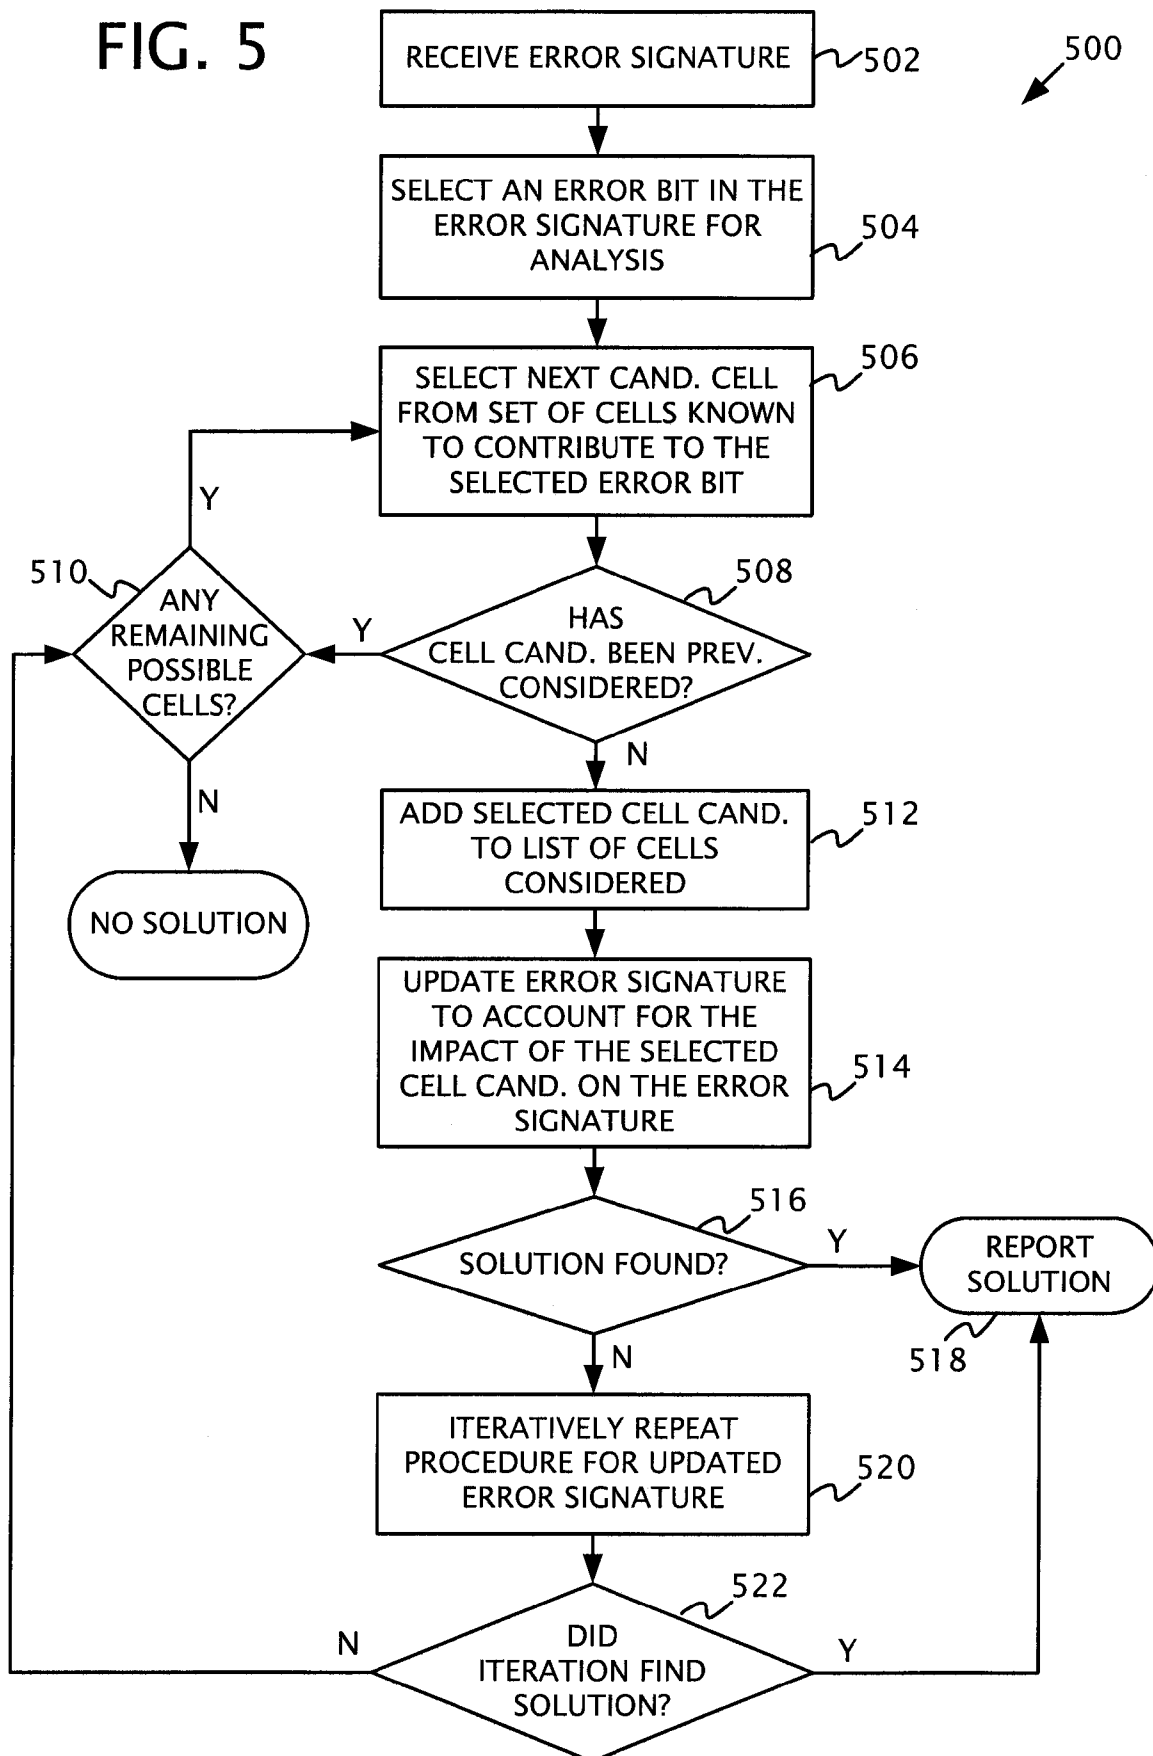 FIG. 5
RECEIVE ERROR SIGNATURE
502
500
SELECT AN ERROR BIT IN THE
ERROR SIGNATURE FOR
ANALYSIS
504
SELECT NEXT CAND. CELL
FROM SET OF CELLS KNOWN
TO CONTRIBUTE TO THE
SELECTED ERROR BIT
506
Y
510
ANY
REMAINING
POSSIBLE
CELLS?
Y
HAS
CELL CAND. BEEN PREV.
CONSIDERED?
508
N
N
NO SOLUTION
ADD SELECTED CELL CAND.
TO LIST OF CELLS
CONSIDERED
512
UPDATE ERROR SIGNATURE
TO ACCOUNT FOR THE
IMPACT OF THE SELECTED
CELL CAND. ON THE ERROR
SIGNATURE
514
SOLUTION FOUND?
516
Y
REPORT
SOLUTION
518
N
ITERATIVELY REPEAT
PROCEDURE FOR UPDATED
ERROR SIGNATURE
520
N
DID
ITERATION FIND
SOLUTION?
522
Y